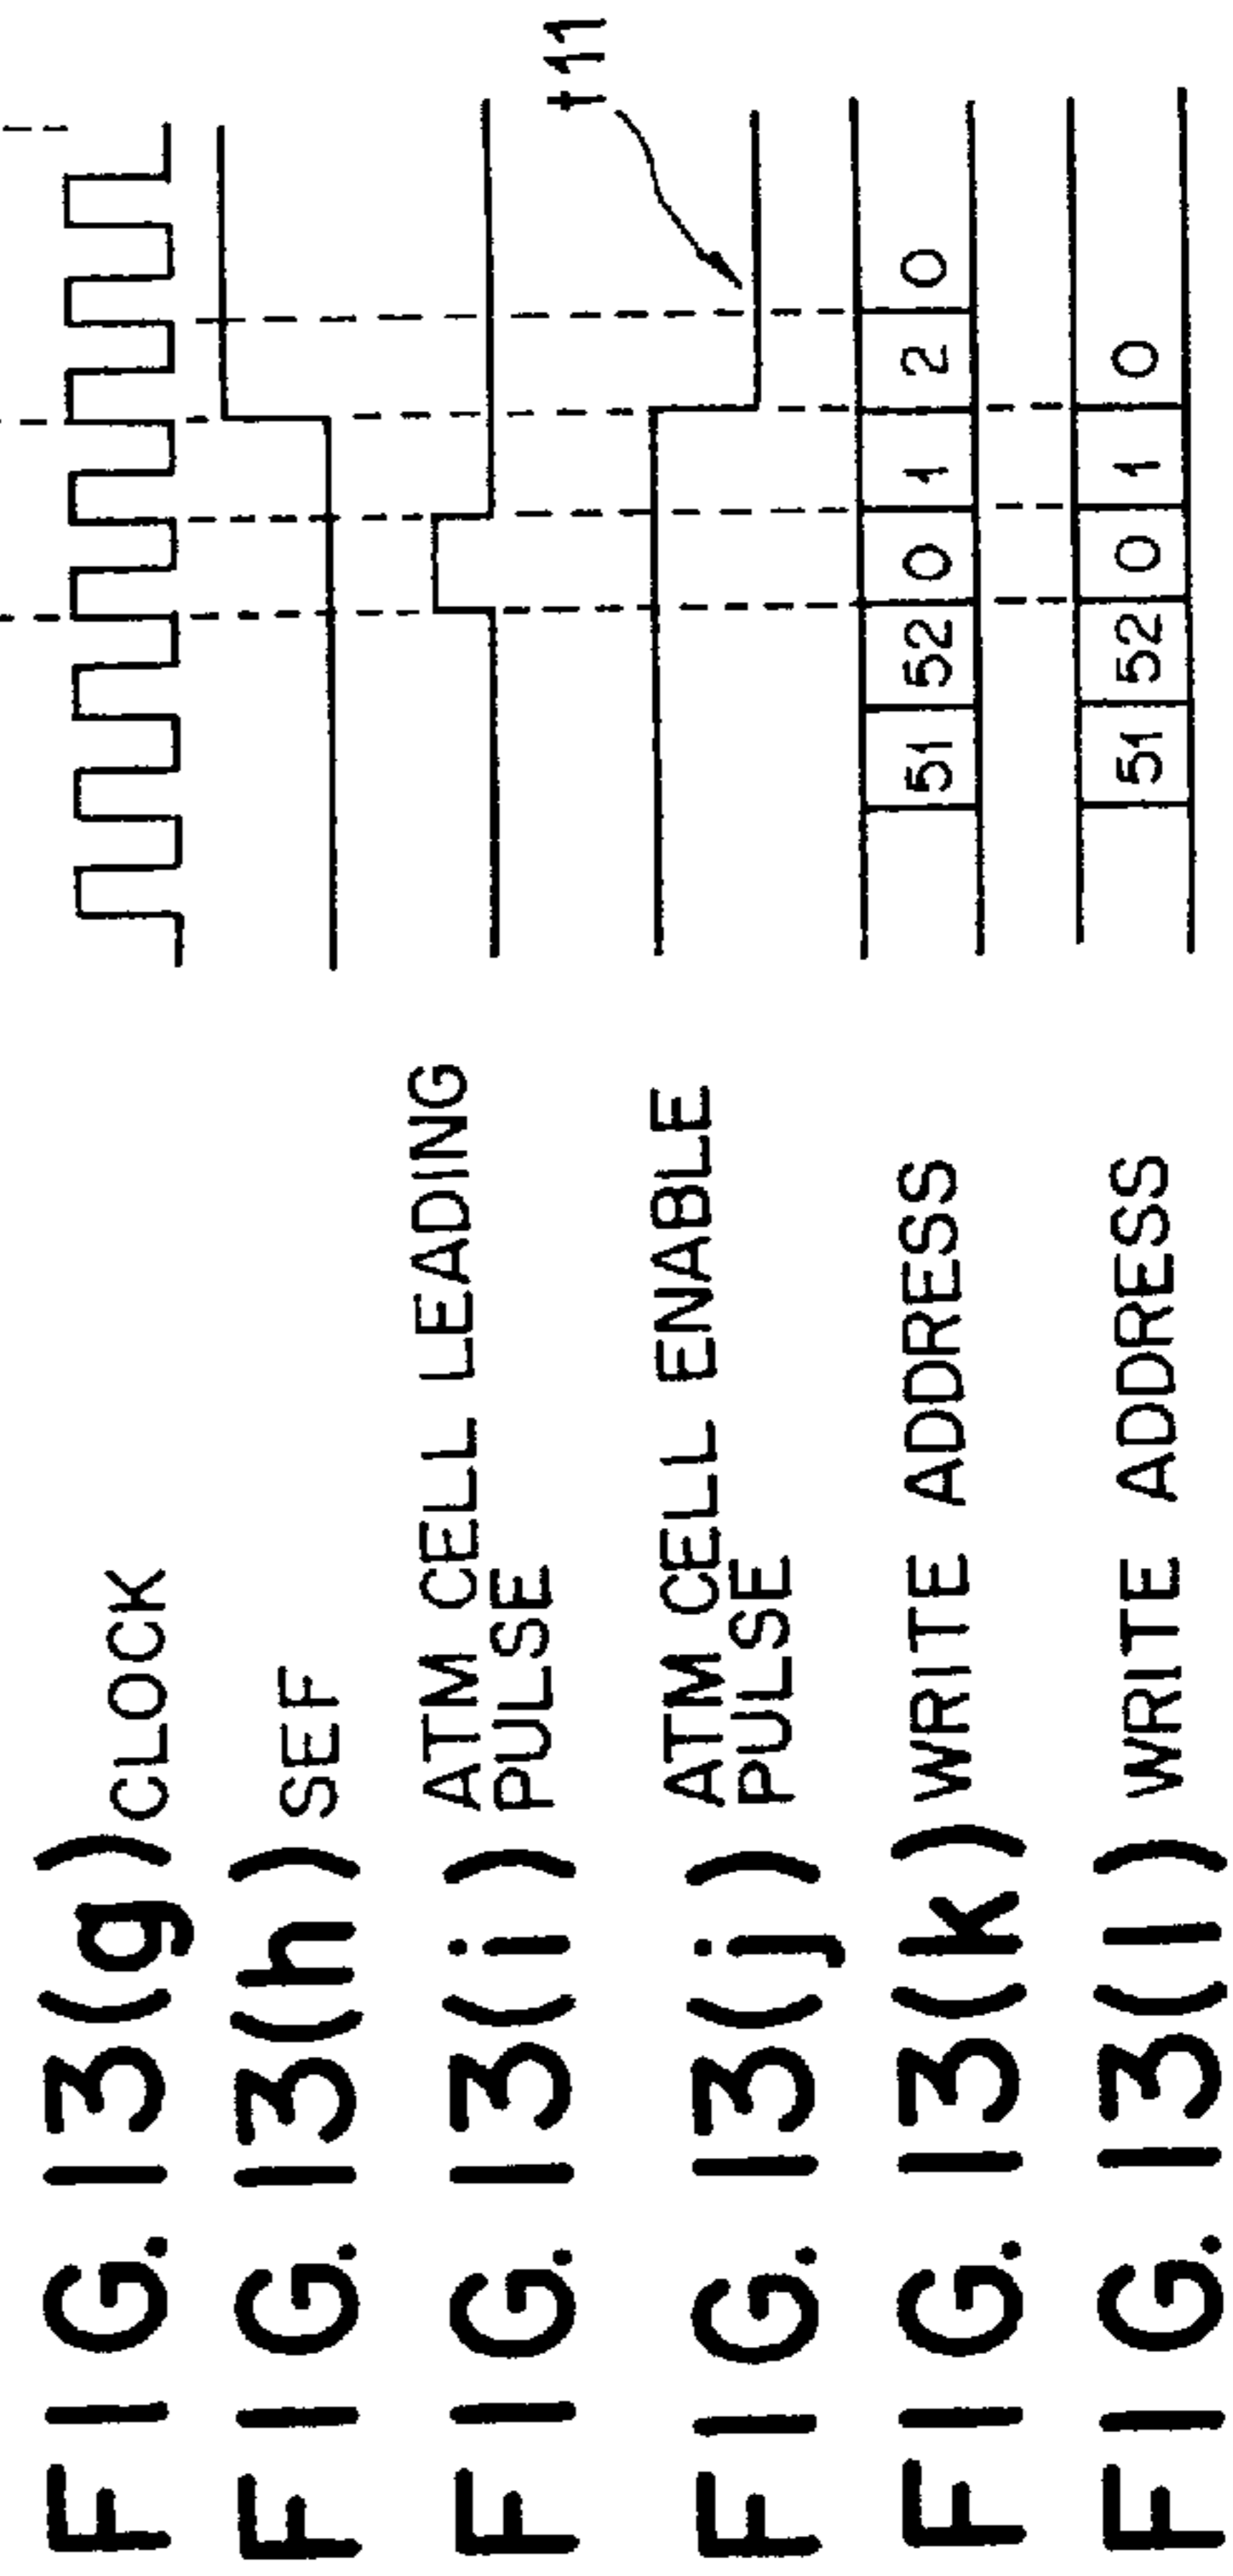 FIG. 13(g) CLOCK
FIG. 13(h) SEF
FIG. 13(i) ATM CELL LEADING
PULSE
FIG. 13(j) ATM CELL ENABLE
PULSE
t11
FIG. 13(k) WRITE ADDRESS 51 52 0 1 2 0
FIG. 13(l) WRITE ADDRESS 51 52 0 1 0